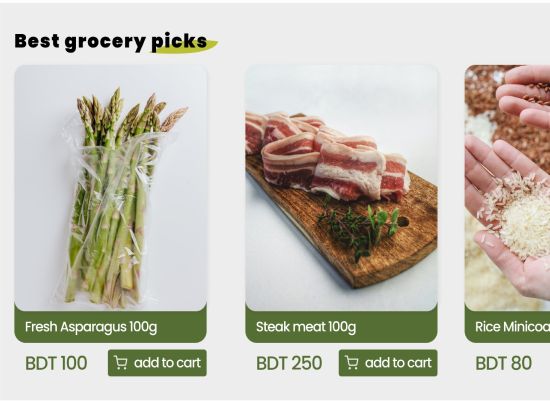 Best grocery picks
Fresh Asparagus 100g
Steak meat 100g
Rice
BDT 100
add to cart
BDT 250
add to cart
BDT 80